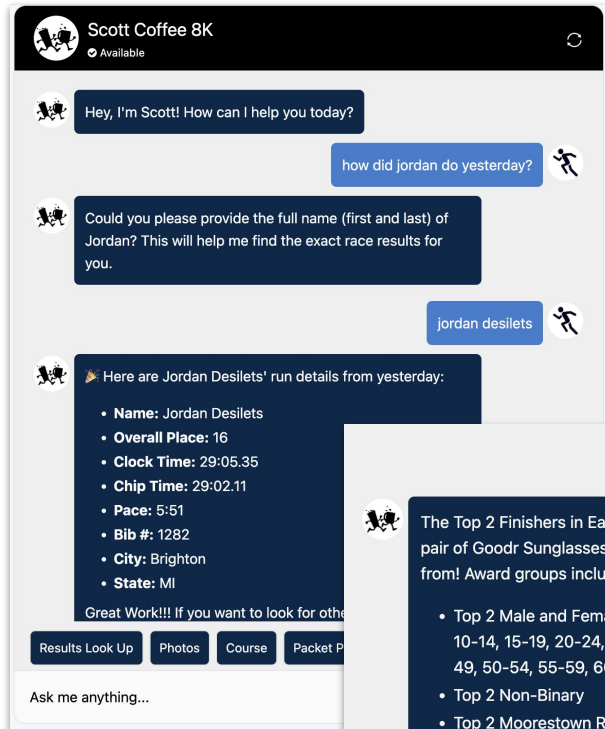 Scott Coffee 8K
Available
Hey, I'm Scott! How can I help you today?
how did jordan do yesterday?
Could you please provide the full name (first and last) of
Jordan? This will help me find the exact race results for
you.
jordan desilets
🎉 Here are Jordan Desilets' run details from yesterday:
• Name: Jordan Desilets
• Overall Place: 16
• Clock Time: 29:05.35
• Chip Time: 29:02.11
• Pace: 5:51
• Bib #: 1282
• City: Brighton
• State: MI
Great Work!!! If you want to look for othe
Results Look Up
Photos
Course
Packet P
Ask me anything...
The Top 2 Finishers in Ea
pair of Goodr Sunglasses
from! Award groups inclu
• Top 2 Male and Fema
10-14, 15-19, 20-24,
49, 50-54, 55-59, 6
• Top 2 Non-Binary
• Top 2 Moorestown R